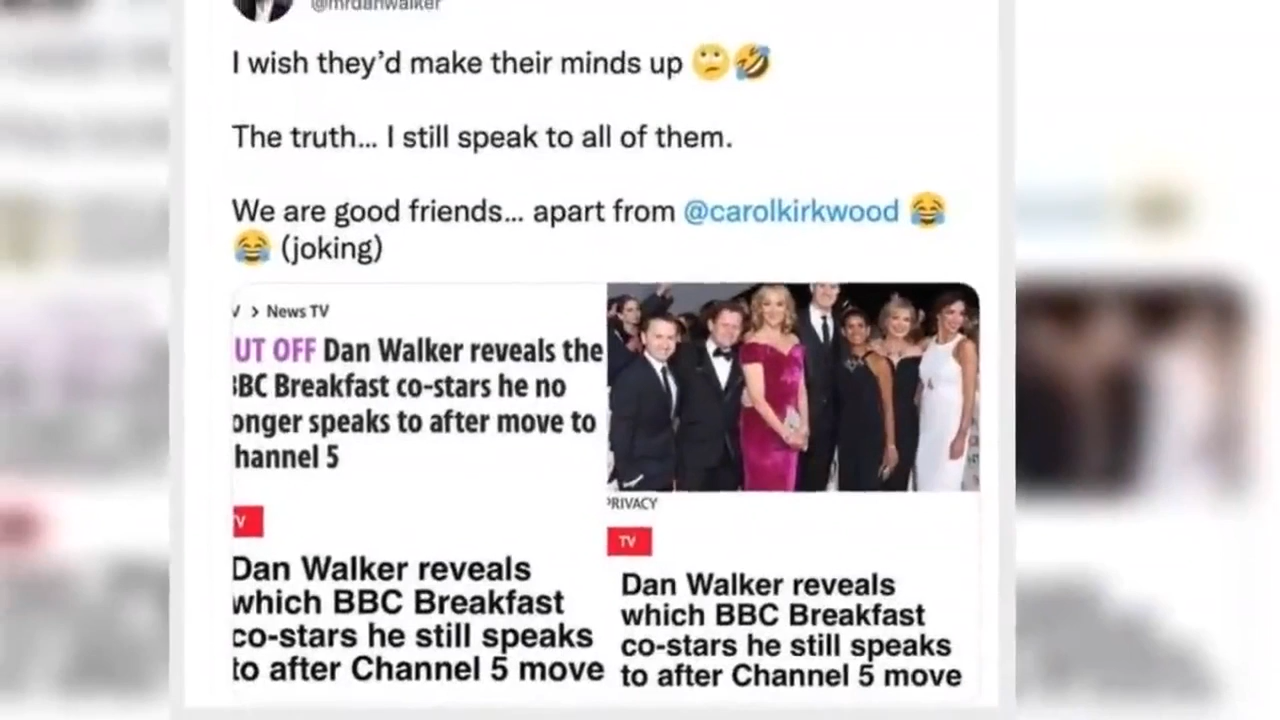 @mrdanwalker
I wish they’d make their minds up 🙄🤣
The truth... I still speak to all of them.
We are good friends... apart from @carolkirkwood 😂
😂 (joking)
> News TV
UT OFF Dan Walker reveals the
BBC Breakfast co-stars he no
onger speaks to after move to
hannel 5
TV
Dan Walker reveals
which BBC Breakfast
co-stars he still speaks
to after Channel 5 move
PRIVACY
TV
Dan Walker reveals
which BBC Breakfast
co-stars he still speaks
to after Channel 5 move